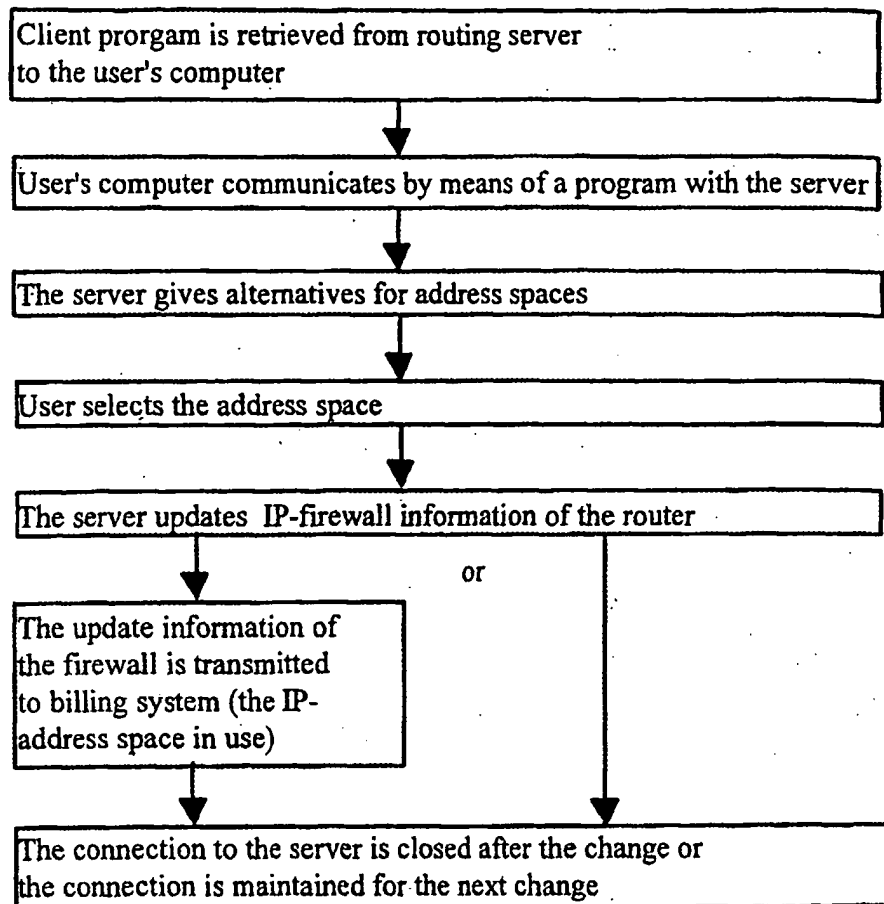 Client prorgam is retrieved from routing server
to the user's computer
User's computer communicates by means of a program with the server
The server gives alternatives for address spaces
User selects the address space
The server updates IP-firewall information of the router
or
The update information of
the firewall is transmitted
to billing system (the IP-
address space in use)
The connection to the server is closed after the change or
the connection is maintained for the next change